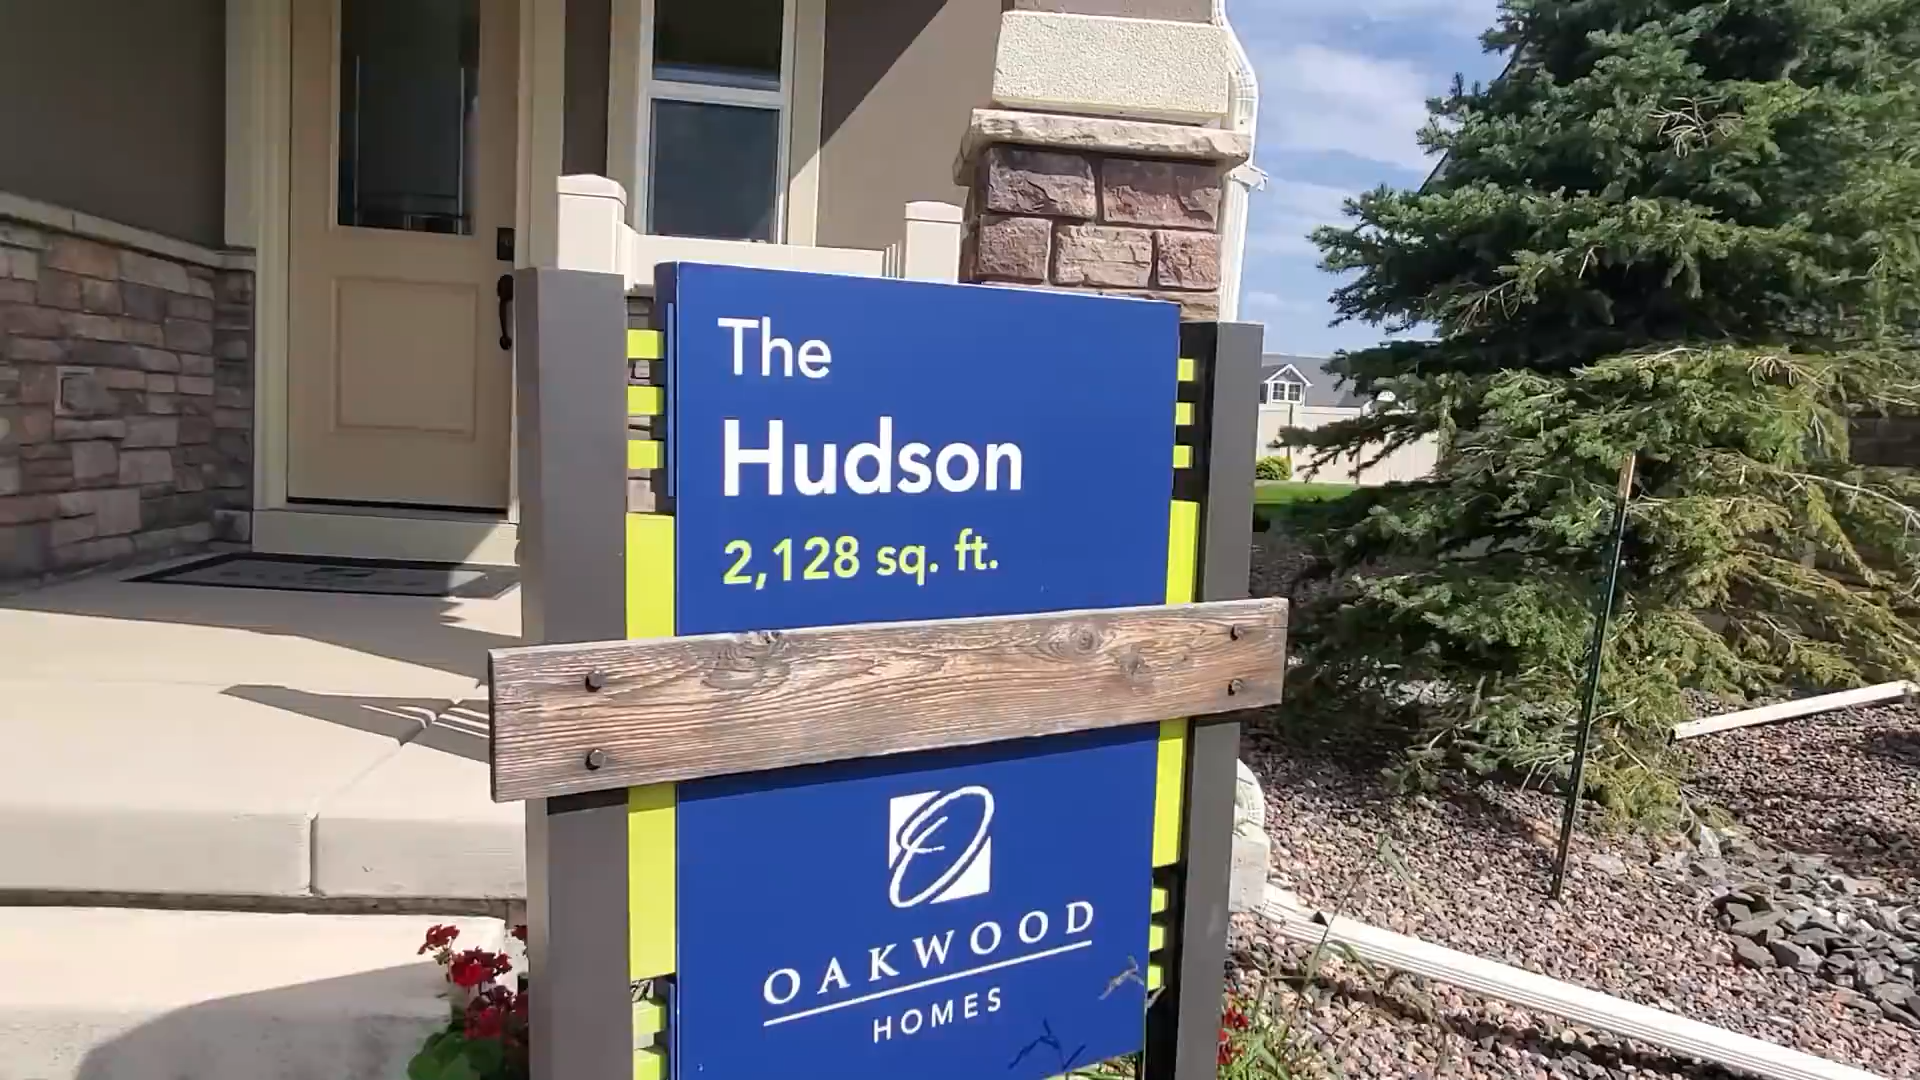 The
Hudson
2,128 sq. ft.
OAKWOOD
HOMES